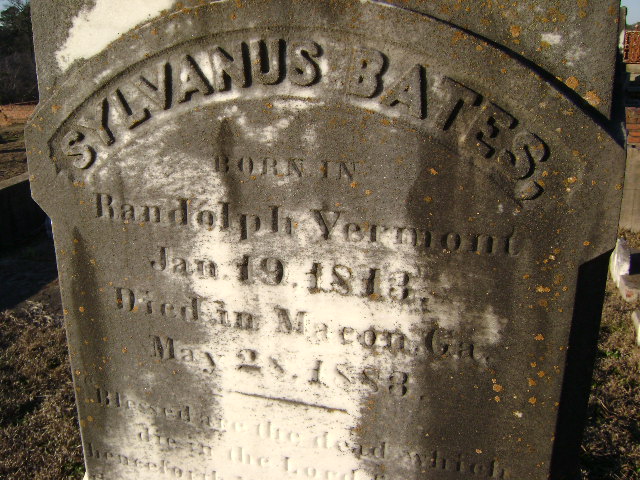 SYLVANUS BATES.
BORN IN
Randolph Vermont
Jan. 19. 1813.
Died in Macon, Ga.
May 28. 1883.
"Blessed are the dead which
die in the Lord
henceforth